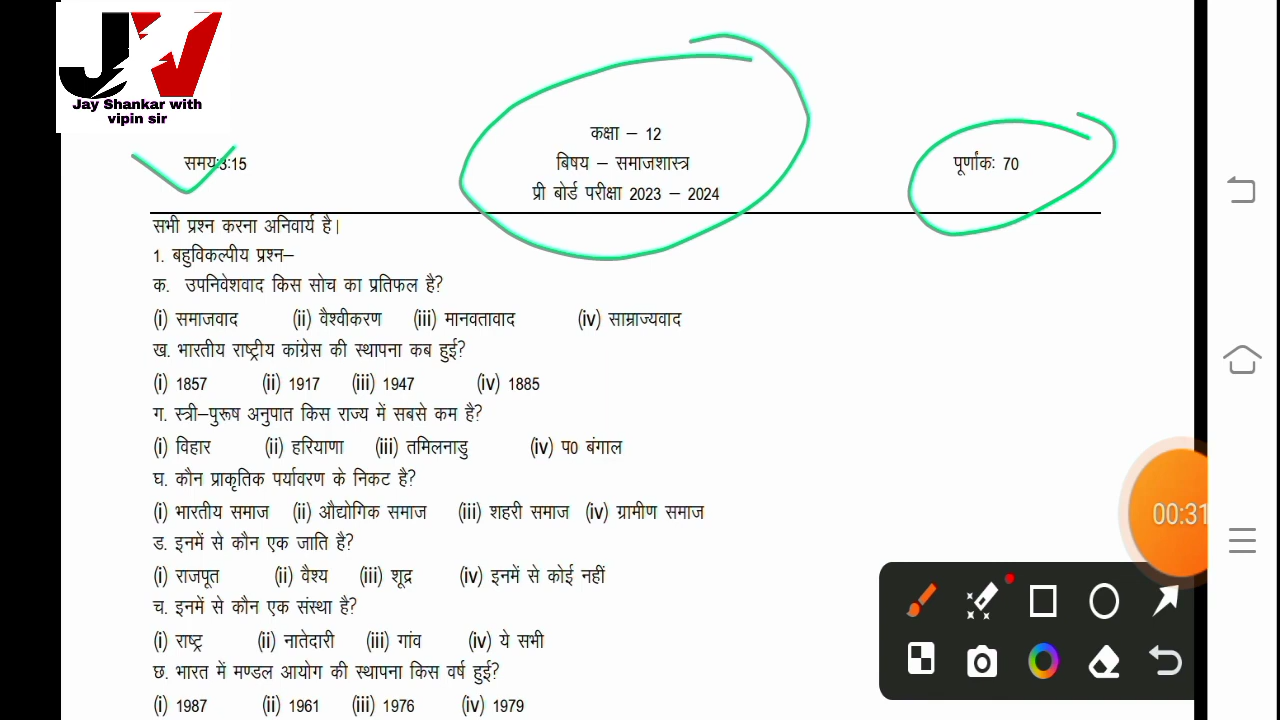 JV
Jay Shankar with
vipin sir
कक्षा – 12
समय:3:15 बिषय – समाजशास्त्र पूर्णांक: 70
प्री बोर्ड परीक्षा 2023 – 2024
सभी प्रश्न करना अनिवार्य है।
1. बहुविकल्पीय प्रश्न–
क. उपनिवेशवाद किस सोच का प्रतिफल है?
(i) समाजवाद (ii) वैश्वीकरण (iii) मानवतावाद (iv) साम्राज्यवाद
ख. भारतीय राष्ट्रीय कांग्रेस की स्थापना कब हुई?
(i) 1857 (ii) 1917 (iii) 1947 (iv) 1885
ग. स्त्री–पुरूष अनुपात किस राज्य में सबसे कम है?
(i) विहार (ii) हरियाणा (iii) तमिलनाडु (iv) प0 बंगाल
घ. कौन प्राकृतिक पर्यावरण के निकट है?
(i) भारतीय समाज (ii) औद्योगिक समाज (iii) शहरी समाज (iv) ग्रामीण समाज
ड. इनमें से कौन एक जाति है?
(i) राजपूत (ii) वैश्य (iii) शूद्र (iv) इनमें से कोई नहीं
च. इनमें से कौन एक संस्था है?
(i) राष्ट्र (ii) नातेदारी (iii) गांव (iv) ये सभी
छ. भारत में मण्डल आयोग की स्थापना किस वर्ष हुई?
(i) 1987 (ii) 1961 (iii) 1976 (iv) 1979
00:31